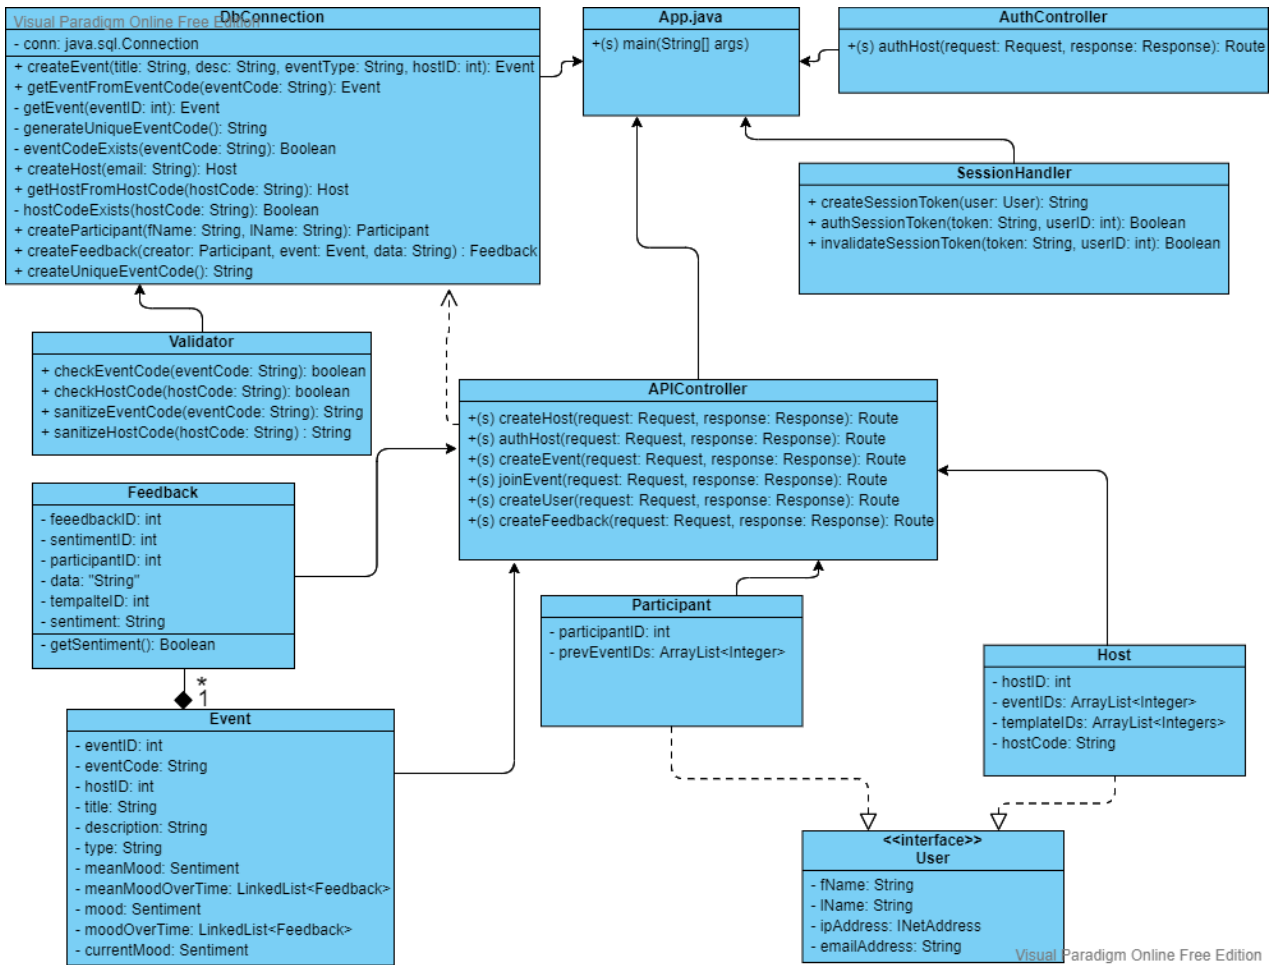 Visual Paradigm Online Free Edition
DbConnection
- conn: java.sql.Connection
+ createEvent(title: String, desc: String, eventType: String, hostID: int): Event
+ getEventFromEventCode(eventCode: String): Event
- getEvent(eventID: int): Event
- generateUniqueEventCode(): String
- eventCodeExists(eventCode: String): Boolean
+ createHost(email: String): Host
+ getHostFromHostCode(hostCode: String): Host
- hostCodeExists(hostCode: String): Boolean
+ createParticipant(fName: String, lName: String): Participant
+ createFeedback(creator: Participant, event: Event, data: String) : Feedback
+ createUniqueEventCode(): String
App.java
+(s) main(String[] args)
AuthController
+(s) authHost(request: Request, response: Response): Route
SessionHandler
+ createSessionToken(user: User): String
+ authSessionToken(token: String, userID: int): Boolean
+ invalidateSessionToken(token: String, userID: int): Boolean
Validator
+ checkEventCode(eventCode: String): boolean
+ checkHostCode(hostCode: String): boolean
+ sanitizeEventCode(eventCode: String): String
+ sanitizeHostCode(hostCode: String) : String
APIController
+(s) createHost(request: Request, response: Response): Route
+(s) authHost(request: Request, response: Response): Route
+(s) createEvent(request: Request, response: Response): Route
+(s) joinEvent(request: Request, response: Response): Route
+(s) createUser(request: Request, response: Response): Route
+(s) createFeedback(request: Request, response: Response): Route
Feedback
- feeedbackID: int
- sentimentID: int
- participantID: int
- data: "String"
- tempalteID: int
- sentiment: String
- getSentiment(): Boolean
*
1
Event
- eventID: int
- eventCode: String
- hostID: int
- title: String
- description: String
- type: String
- meanMood: Sentiment
- meanMoodOverTime: LinkedList<Feedback>
- mood: Sentiment
- moodOverTime: LinkedList<Feedback>
- currentMood: Sentiment
Participant
- participantID: int
- prevEventIDs: ArrayList<Integer>
Host
- hostID: int
- eventIDs: ArrayList<Integer>
- templateIDs: ArrayList<Integers>
- hostCode: String
<<interface>>
User
- fName: String
- lName: String
- ipAddress: INetAddress
- emailAddress: String
Visual Paradigm Online Free Edition